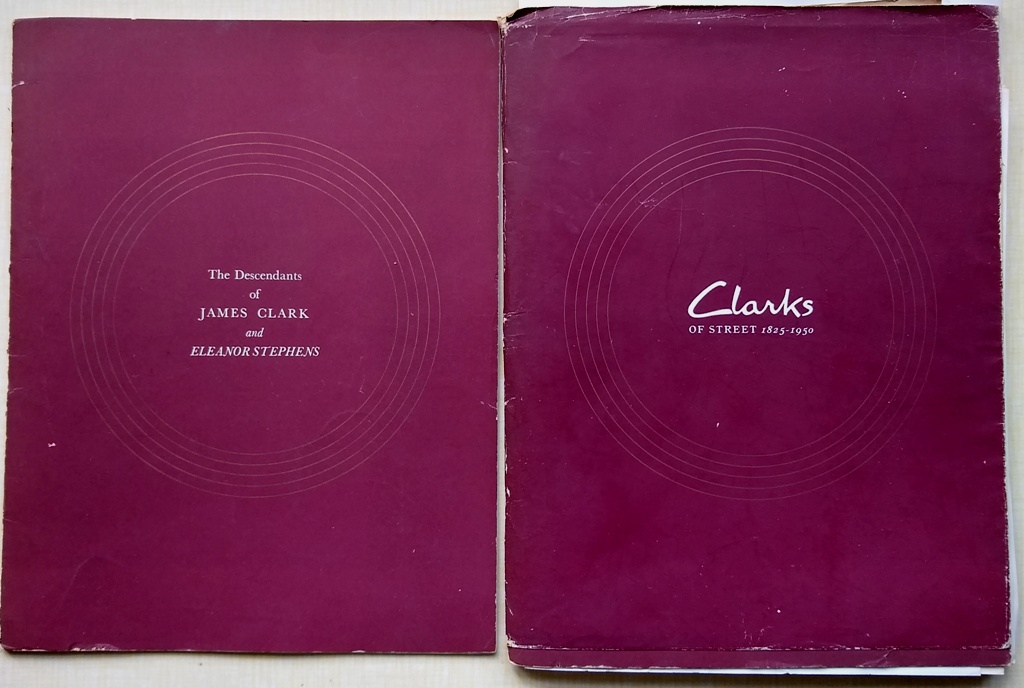 The Descendants
of
JAMES CLARK
and
ELEANOR STEPHENS
Clarks
OF STREET 1825-1950